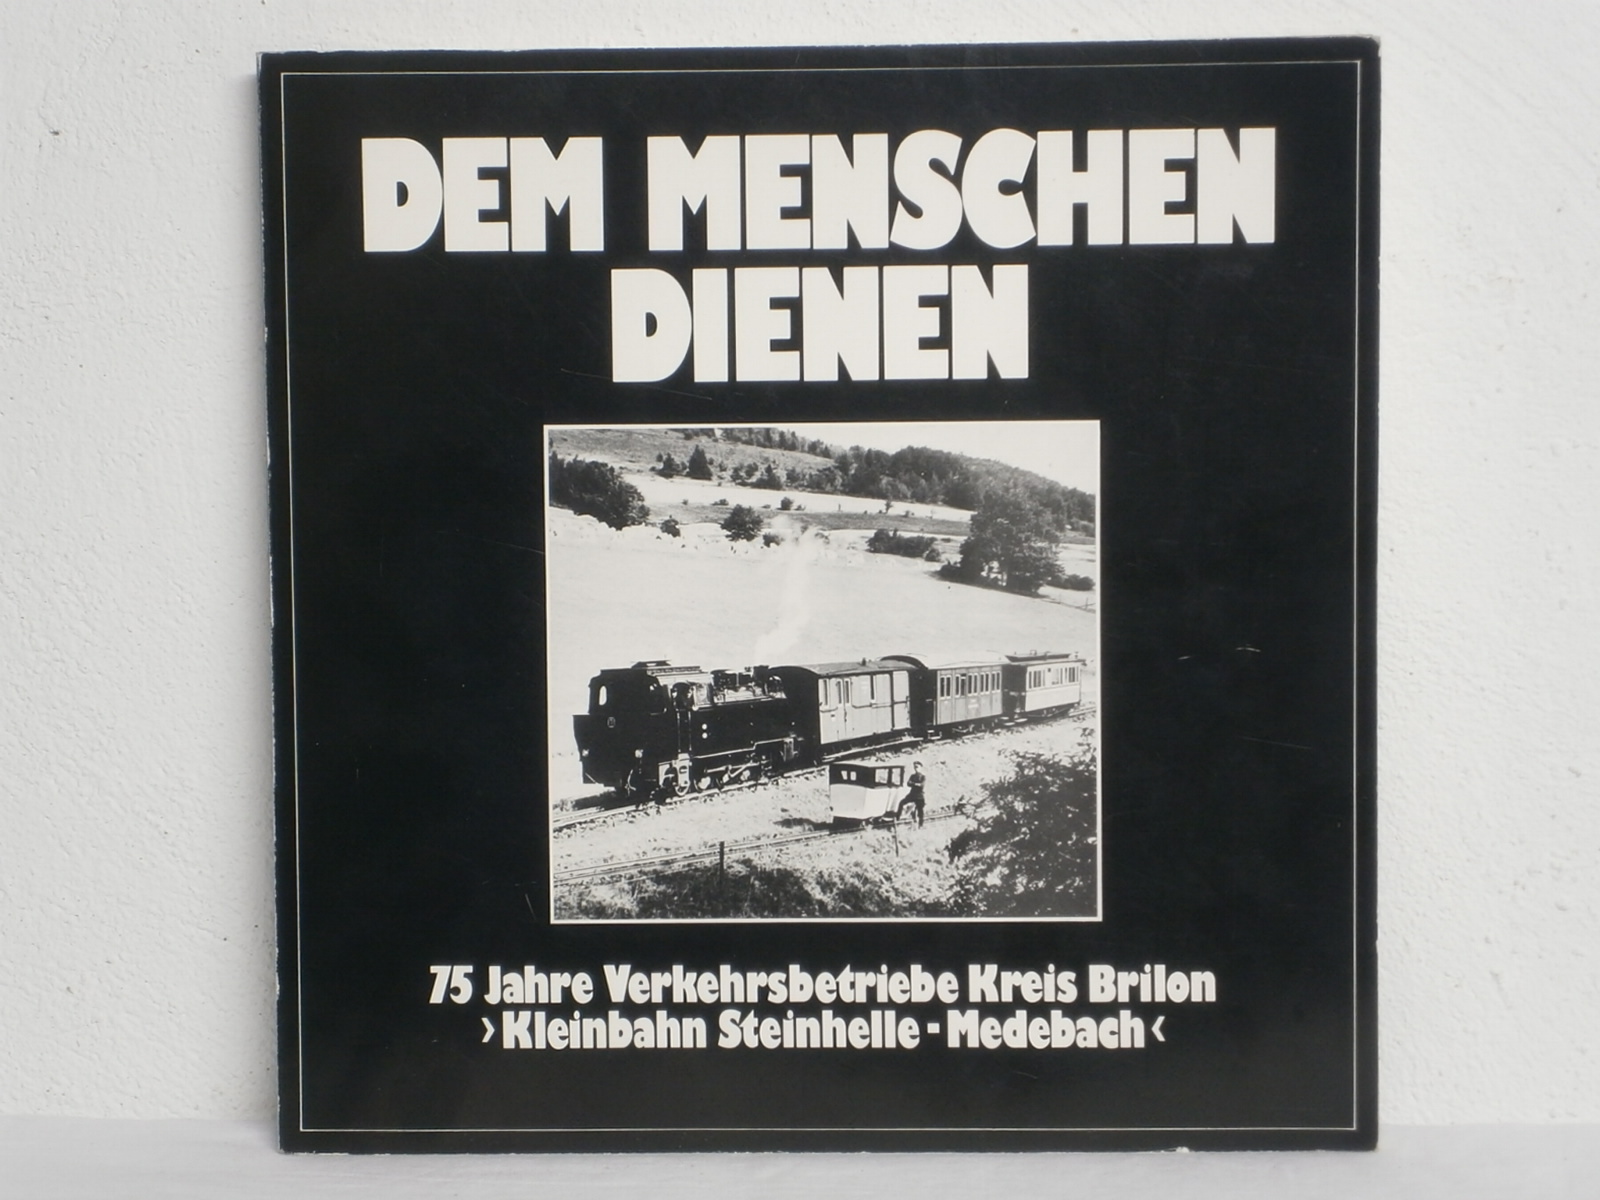 DEM MENSCHEN
DIENEN
75 Jahre Verkehrsbetriebe Kreis Brilon
›Kleinbahn Steinhelle-Medebach‹